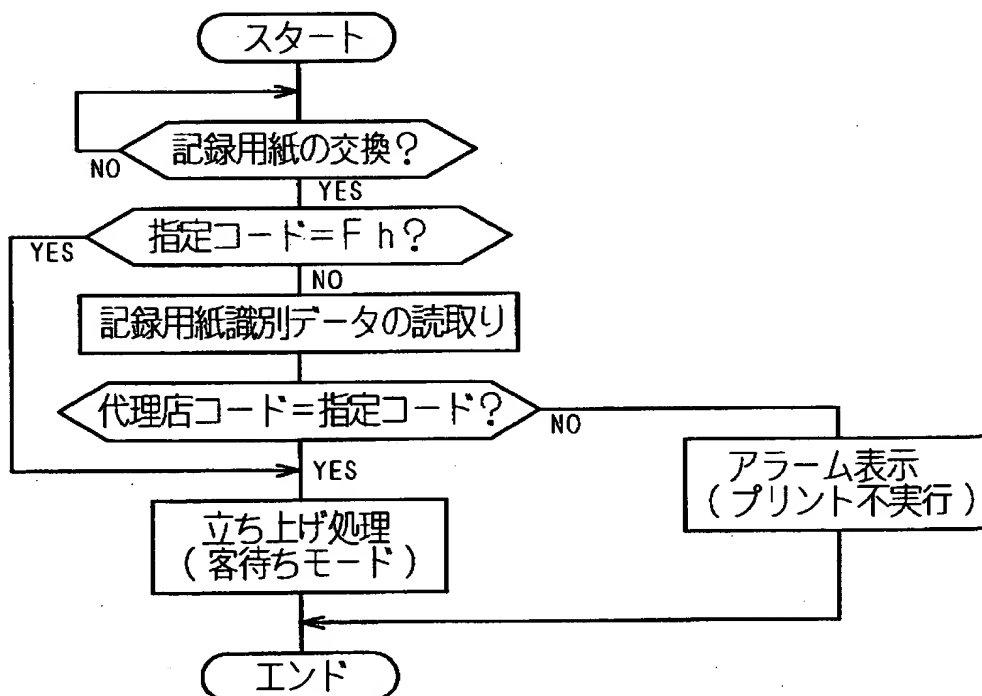 スタート
記録用紙の交換?
NO
YES
指定コード=Fh?
YES
NO
記録用紙識別データの読取り
代理店コード=指定コード?
NO
YES
アラーム表示
(プリント不実行)
立ち上げ処理
(客待ちモード)
エンド